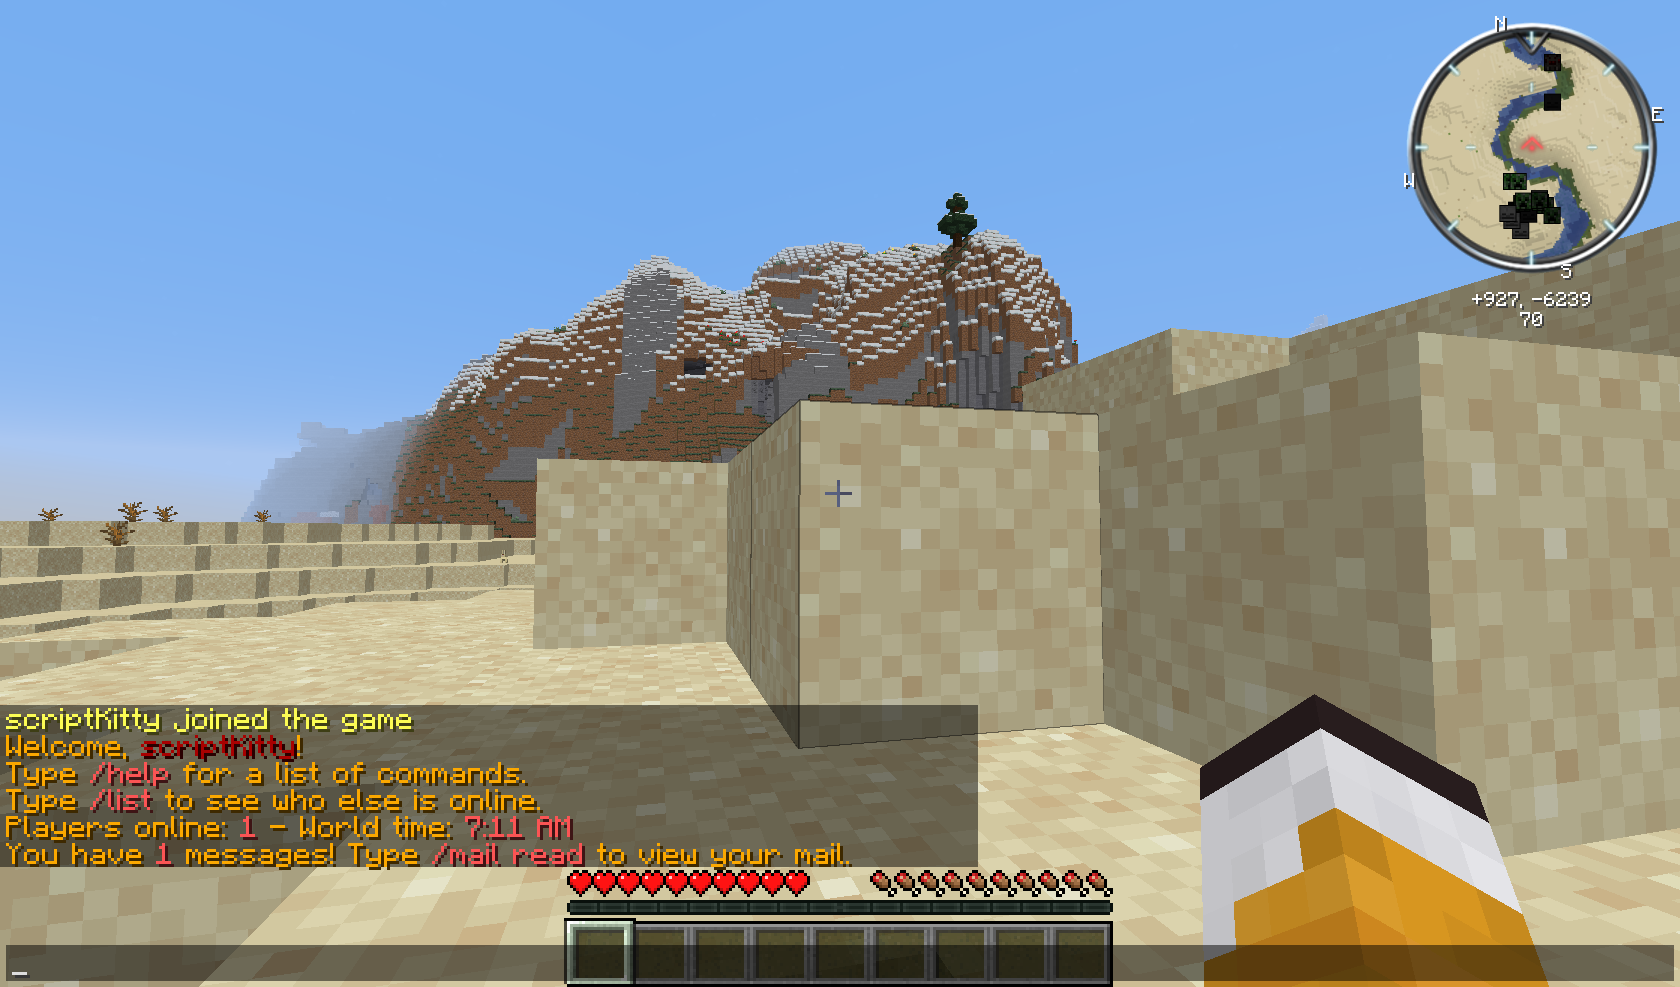 N
E
W
S
+927, -6239
70
scriptKitty joined the game
Welcome, scriptKitty!
Type /help for a list of commands.
Type /list to see who else is online.
Players online: 1 - World time: 7:11 AM
You have 1 messages! Type /mail read to view your mail.
_